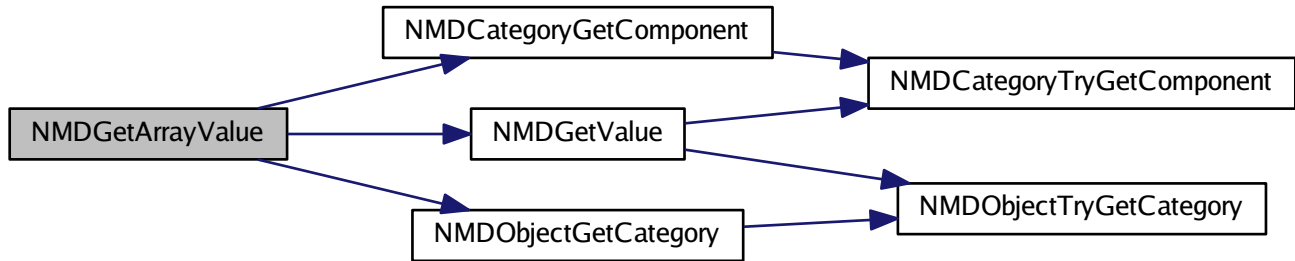 NMDGetArrayValue
NMDCategoryGetComponent
NMDGetValue
NMDObjectGetCategory
NMDCategoryTryGetComponent
NMDObjectTryGetCategory